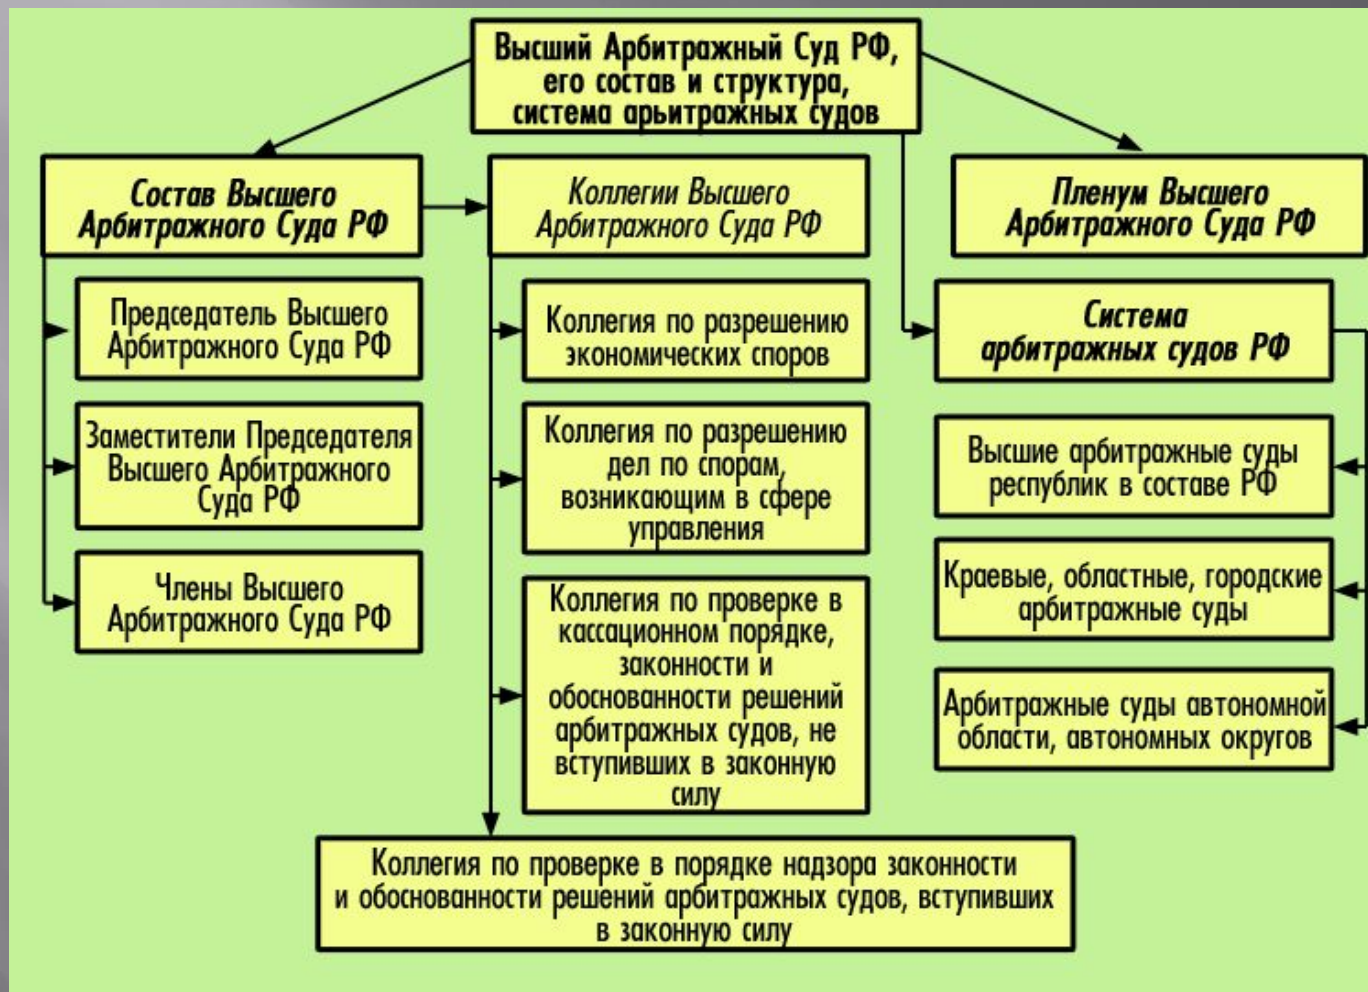 Высший Арбитражный Суд РФ,
его состав и структура,
система арьитражных судов
Состав Высшего
Арбитражного Суда РФ
Коллегии Высшего
Арбитражного Суда РФ
Пленум Высшего
Арбитражного Суда РФ
Председатель Высшего
Арбитражного Суда РФ
Заместители Председателя
Высшего Арбитражного
Суда РФ
Члены Высшего
Арбитражного Суда РФ
Коллегия по разрешению
экономических споров
Коллегия по разрешению
дел по спорам,
возникающим в сфере
управления
Коллегия по проверке в
кассационном порядке,
законности и
обоснованности решений
арбитражных судов, не
вступивших в законную
силу
Коллегия по проверке в порядке надзора законности
и обоснованности решений арбитражных судов, вступивших
в законную силу
Система
арбитражных судов РФ
Высшие арбитражные суды
республик в составе РФ
Краевые, областные, городские
арбитражные суды
Арбитражные суды автономной
области, автономных округов